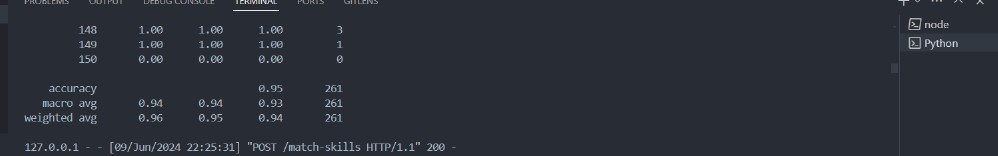 PROBLEMS OUTPUT DEBUG CONSOLE TERMINAL PORTS GITLENS
148 1.00 1.00 1.00 3
149 1.00 1.00 1.00 1
150 0.00 0.00 0.00 0
accuracy 0.95 261
macro avg 0.94 0.94 0.93 261
weighted avg 0.96 0.95 0.94 261
127.0.0.1 - - [09/Jun/2024 22:25:31] "POST /match-skills HTTP/1.1" 200 -
node
Python